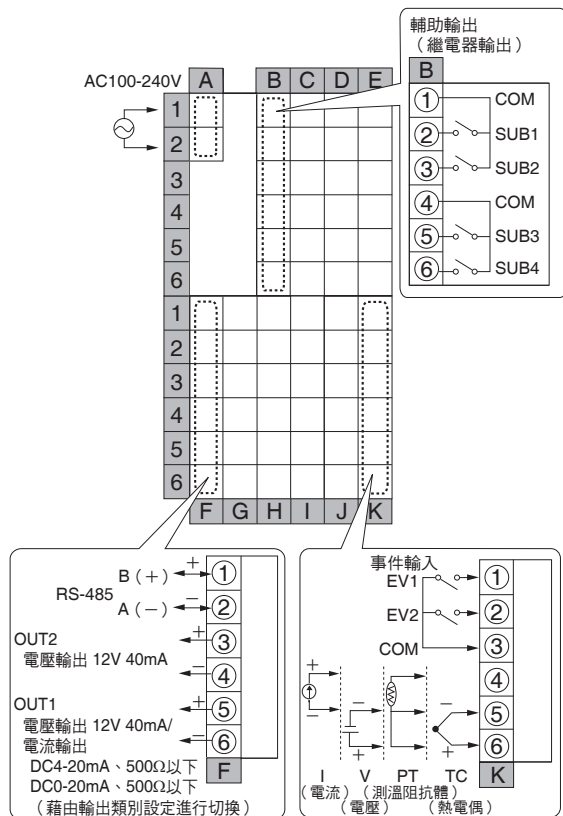 輔助輸出
（繼電器輸出）
B
① COM
② SUB1
③ SUB2
④ COM
⑤ SUB3
⑥ SUB4
AC100-240V A B C D E
1
2
3
4
5
6
1
2
3
4
5
6
F G H I J K
B（＋） ＋ ①
RS-485
A（－） － ②
OUT2 ＋ ③
電壓輸出 12V 40mA
－ ④
OUT1 ＋ ⑤
電壓輸出 12V 40mA/
電流輸出 － ⑥
DC4-20mA、500Ω以下
DC0-20mA、500Ω以下
F
（藉由輸出類別設定進行切換）
事件輸入
EV1 ①
EV2 ②
COM ③
④
⑤
⑥
K
＋ －
－ ＋
－ ＋
I V PT TC
（電流） （測溫阻抗體）
（電壓） （熱電偶）